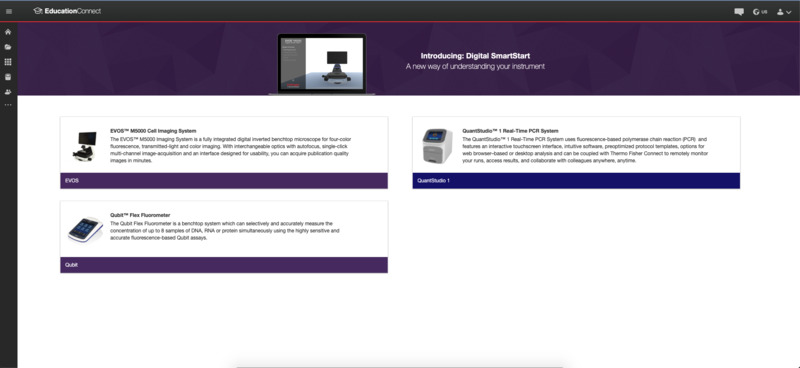 EducationConnect
US
Introducing: Digital SmartStart
A new way of understanding your instrument
EVOS™ M5000 Cell Imaging System
The EVOS™ M5000 Imaging System is a fully integrated digital inverted benchtop microscope for four-color
fluorescence, transmitted-light and color imaging. With interchangeable optics with autofocus, single-click
multi-channel image-acquisition and an interface designed for usability, you can acquire publication quality
images in minutes.
EVOS
QuantStudio™ 1 Real-Time PCR System
The QuantStudio™ 1 Real-Time PCR System uses fluorescence-based polymerase chain reaction (PCR) and
features an interactive touchscreen interface, intuitive software, preoptimized protocol templates, options for
web browser-based or desktop analysis and can be coupled with Thermo Fisher Connect to remotely monitor
your runs, access results, and collaborate with colleagues anywhere, anytime.
QuantStudio 1
Qubit™ Flex Fluorometer
The Qubit Flex Fluorometer is a benchtop system which can selectively and accurately measure the
concentration of up to 8 samples of DNA, RNA or protein simultaneously using the highly sensitive and
accurate fluorescence-based Qubit assays.
Qubit